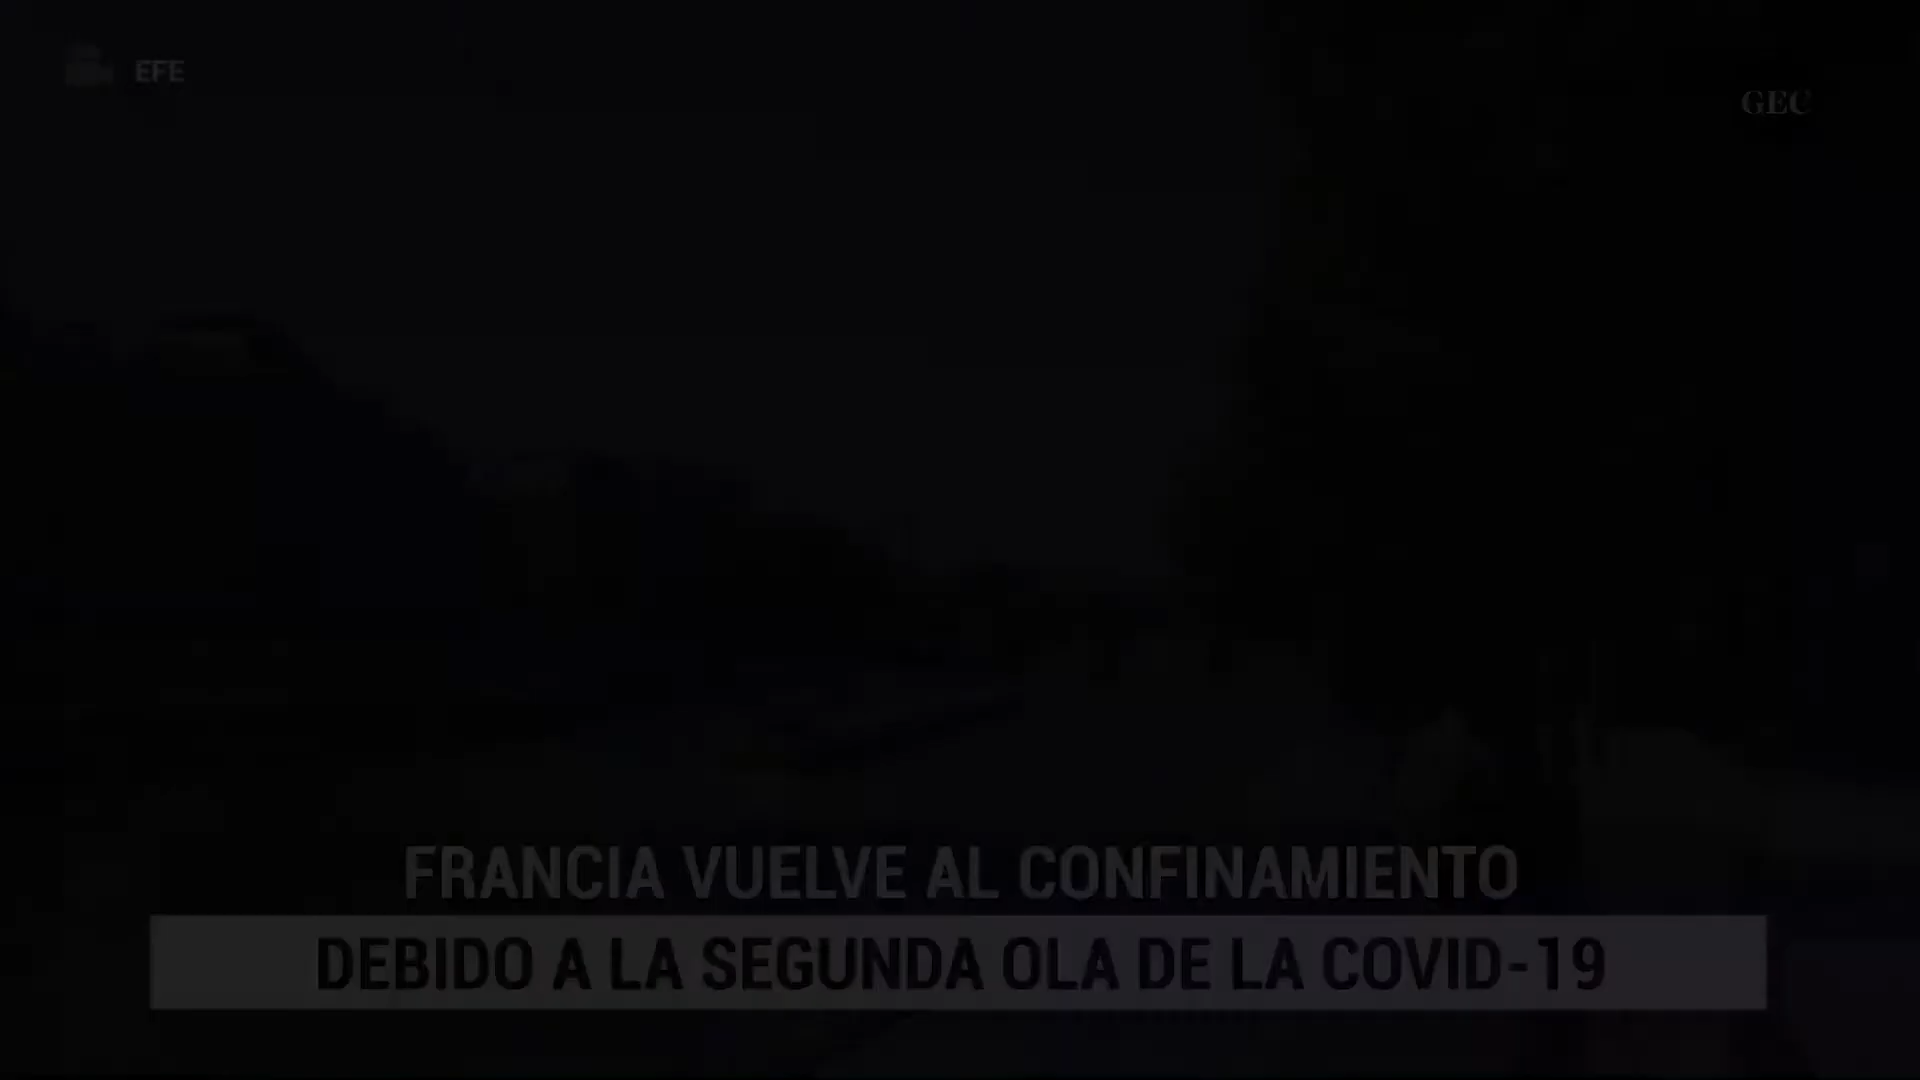 EFE
GEC
FRANCIA VUELVE AL CONFINAMIENTO
DEBIDO A LA SEGUNDA OLA DE LA COVID-19